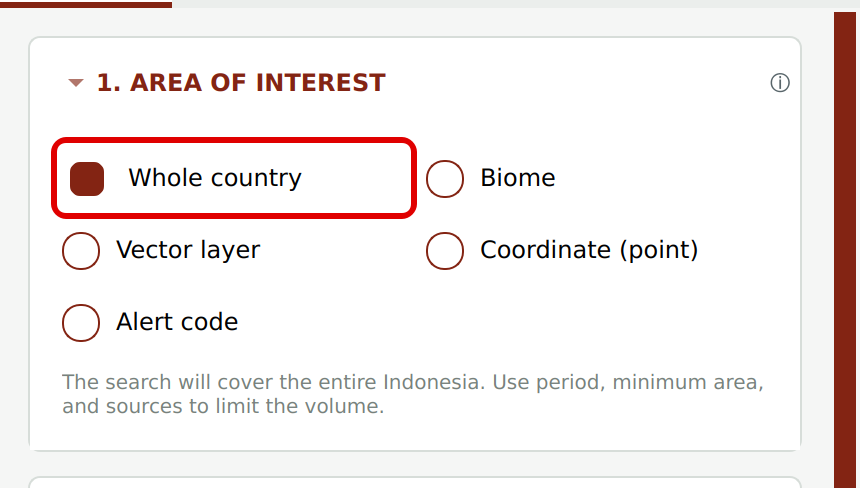 1. AREA OF INTEREST
Whole country
Biome
Vector layer
Coordinate (point)
Alert code
The search will cover the entire Indonesia. Use period, minimum area,
and sources to limit the volume.